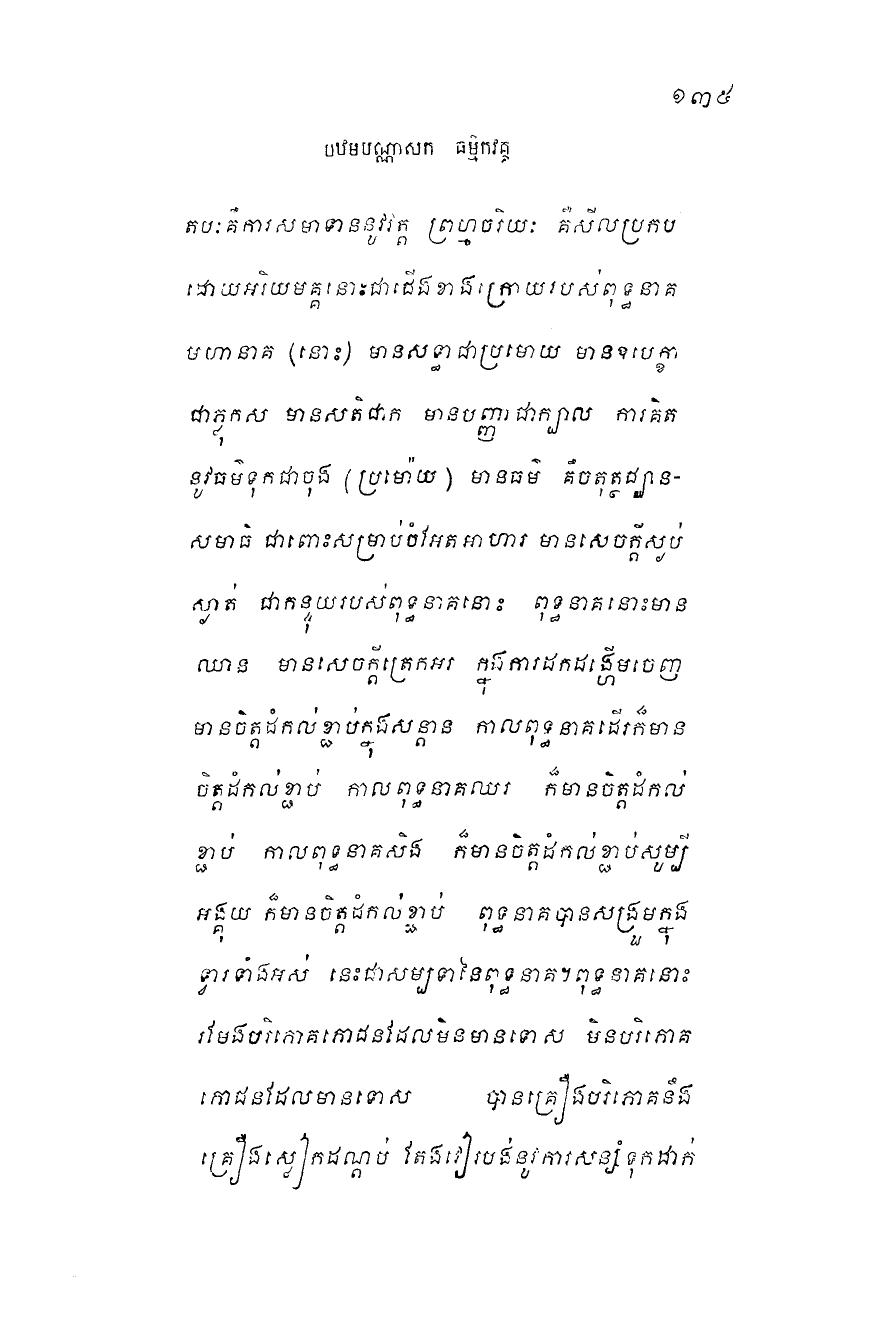 ១៣៥
បឋមបណ្ណាសក ធម្មិកវគ្គ
តបៈគឺការសមាទាននូវវត្ត ព្រហ្មចរិយៈ គឺសីលប្រកប
ដោយអរិយមគ្គនោះជាជើងខាងក្រោយរបស់ពុទ្ធនាគ
មហានាគ (នោះ) មានសទ្ធាជាប្រមោយ មានឧបេក្ខា
ជាភ្លុកស មានសតិជាក មានបញ្ញាជាក្បាល ការគិត
នូវធម៌ទុកជាចុង (ប្រមោ៉យ) មានធម៌ គឺចតុត្ថជ្ឈាន-
សមាធិ ជាពោះសម្រាប់ចំអែតអាហារ មានសេចក្តីស្ងប់
ស្ងាត់ ជាកន្ទុយរបស់ពុទ្ធនាគនោះ ពុទ្ធនាគនោះមាន
ឈាន មានសេចក្តីត្រេកអរ ក្នុងការដកដង្ហើមចេញ
មានចិត្តដំកល់ខ្ជាប់ក្នុងសន្តាន កាលពុទ្ធនាគដើរក៏មាន
ចិត្តដំកល់ខ្ជាប់ កាលពុទ្ធនាគឈរ ក៏មានចិត្តដំកល់
ខ្ជាប់ កាលពុទ្ធនាគសិង ក៏មានចិត្តដំកល់ខ្ជាប់សូម្បី
អង្គុយ ក៏មានចិត្តដំកល់ខ្ជាប់ ពុទ្ធនាគបានសង្រួមក្នុង
ទ្វារទាំងអស់ នេះជាសម្បទានៃពុទ្ធនាគ។ពុទ្ធនាគនោះ
រមែងបរិភោគភោជនដែលមិនមានទោស មិនបរិភោគ
ភោជនដែលមានទោស បានគ្រឿងបរិភោគនឹង
គ្រឿងស្លៀកដណ្តប់ តែងវៀរបង់នូវការសន្សំទុកដាក់